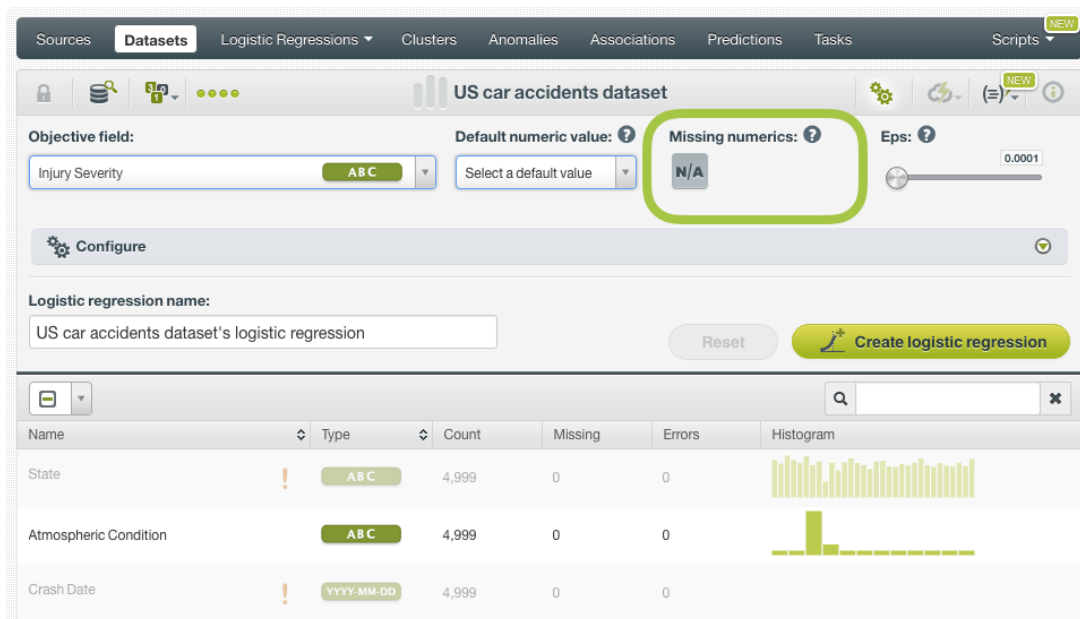 NEW
Sources Datasets Logistic Regressions Clusters Anomalies Associations Predictions Tasks Scripts
US car accidents dataset NEW
Objective field: Default numeric value: ? Missing numerics: ? Eps: ?
Injury Severity ABC Select a default value N/A 0.0001
Configure
Logistic regression name:
US car accidents dataset's logistic regression Reset Create logistic regression
Name Type Count Missing Errors Histogram
State ! ABC 4,999 0 0
Atmospheric Condition ABC 4,999 0 0
Crash Date ! YYYY-MM-DD 4,999 0 0